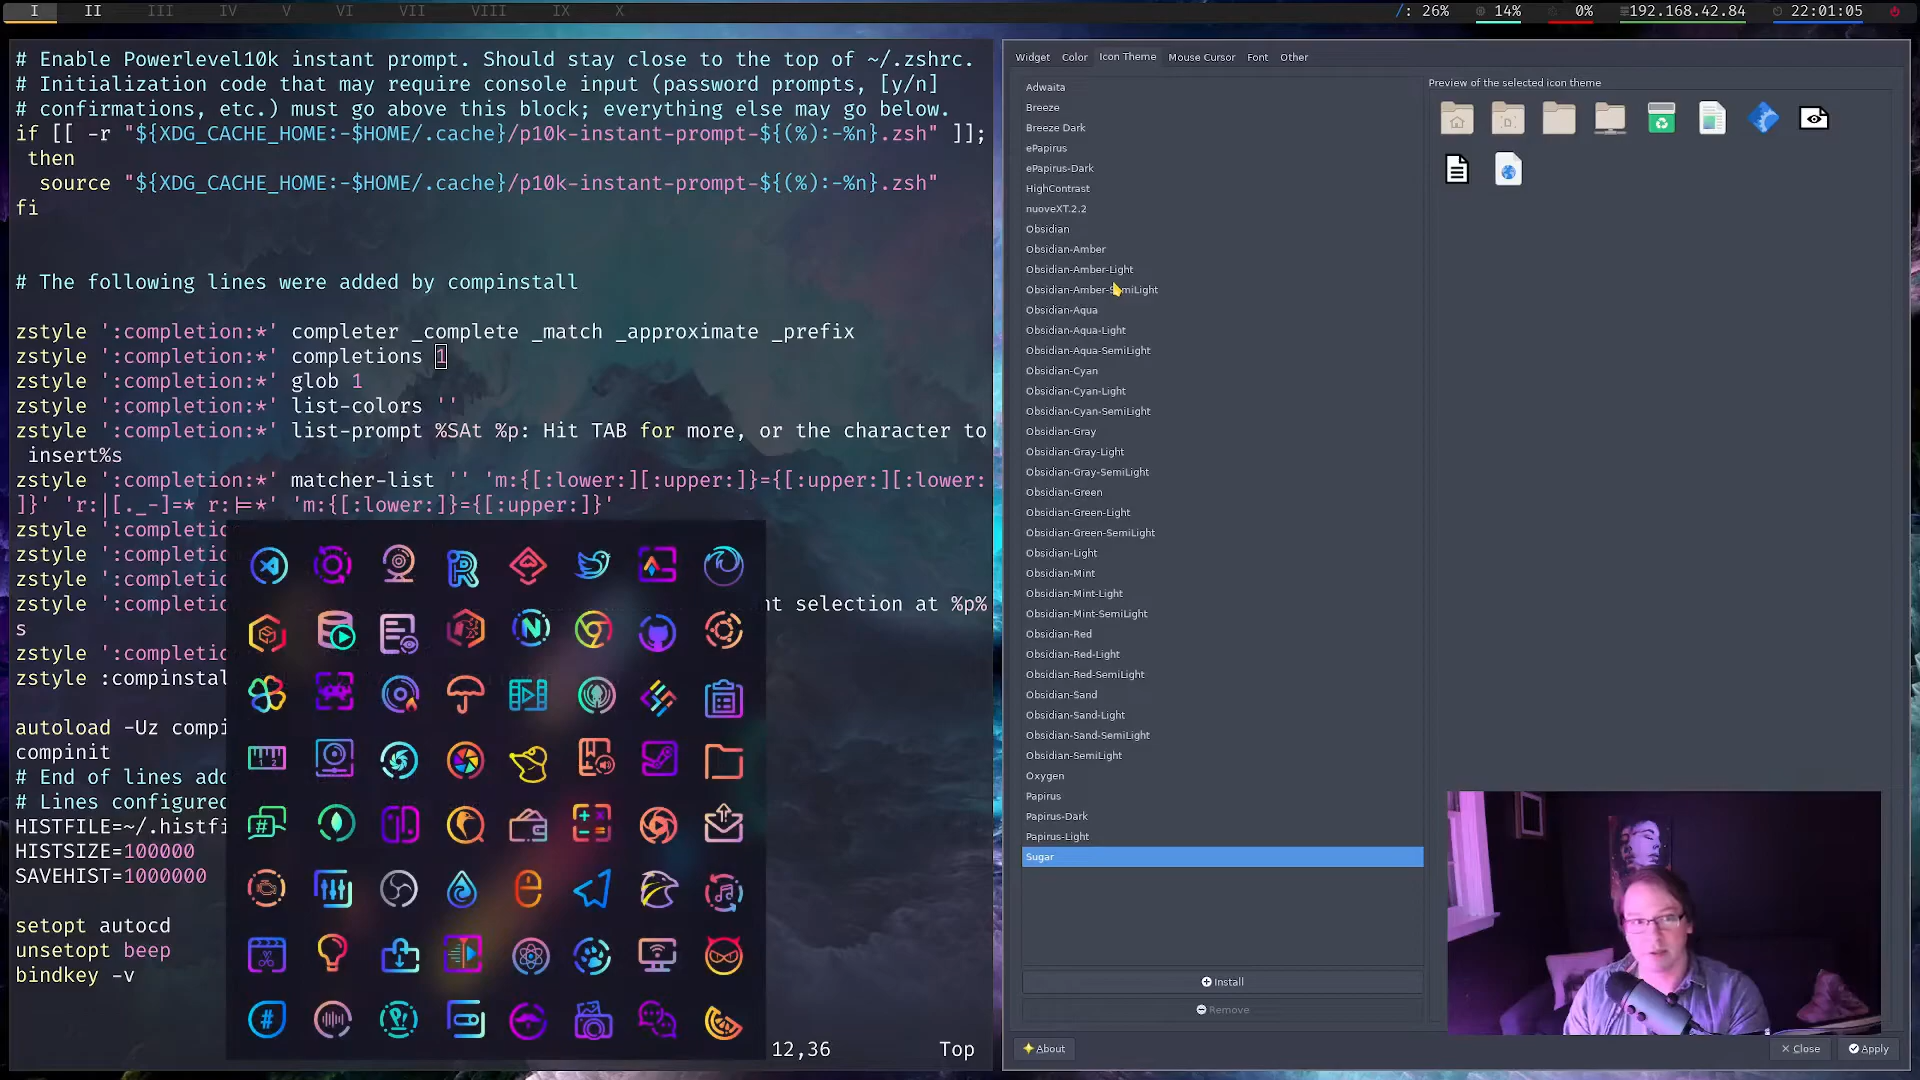 I II III IV V VI VII VIII IX X
/: 26% 14% 0% 192.168.42.84 22:01:05
# Enable Powerlevel10k instant prompt. Should stay close to the top of ~/.zshrc.
# Initialization code that may require console input (password prompts, [y/n]
# confirmations, etc.) must go above this block; everything else may go below.
if [[ -r "${XDG_CACHE_HOME:-$HOME/.cache}/p10k-instant-prompt-${(%):-%n}.zsh" ]];
then
source "${XDG_CACHE_HOME:-$HOME/.cache}/p10k-instant-prompt-${(%):-%n}.zsh"
fi
# The following lines were added by compinstall
zstyle ':completion:*' completer _complete _match _approximate _prefix
zstyle ':completion:*' completions 1
zstyle ':completion:*' glob 1
zstyle ':completion:*' list-colors ''
zstyle ':completion:*' list-prompt %SAt %p: Hit TAB for more, or the character to
insert%s
zstyle ':completion:*' matcher-list '' 'm:{[:lower:][:upper:]}={[:upper:][:lower:
]}' 'r:|[._-]=* r:|=*' 'm:{[:lower:]}={[:upper:]}'
zstyle ':completio
zstyle ':completio
zstyle ':completio
zstyle ':completio nt selection at %p%
s
zstyle ':completio
zstyle :compinstal
autoload -Uz compi
compinit
# End of lines add
# Lines configured
HISTFILE=~/.histfi
HISTSIZE=100000
SAVEHIST=1000000
setopt autocd
unsetopt beep
bindkey -v
12,36 Top
Widget Color Icon Theme Mouse Cursor Font Other
Adwaita
Breeze
Breeze Dark
ePapirus
ePapirus-Dark
HighContrast
nuoveXT.2.2
Obsidian
Obsidian-Amber
Obsidian-Amber-Light
Obsidian-Amber-SemiLight
Obsidian-Aqua
Obsidian-Aqua-Light
Obsidian-Aqua-SemiLight
Obsidian-Cyan
Obsidian-Cyan-Light
Obsidian-Cyan-SemiLight
Obsidian-Gray
Obsidian-Gray-Light
Obsidian-Gray-SemiLight
Obsidian-Green
Obsidian-Green-Light
Obsidian-Green-SemiLight
Obsidian-Light
Obsidian-Mint
Obsidian-Mint-Light
Obsidian-Mint-SemiLight
Obsidian-Red
Obsidian-Red-Light
Obsidian-Red-SemiLight
Obsidian-Sand
Obsidian-Sand-Light
Obsidian-Sand-SemiLight
Obsidian-SemiLight
Oxygen
Papirus
Papirus-Dark
Papirus-Light
Sugar
Install
Remove
Preview of the selected icon theme
About
Close
Apply